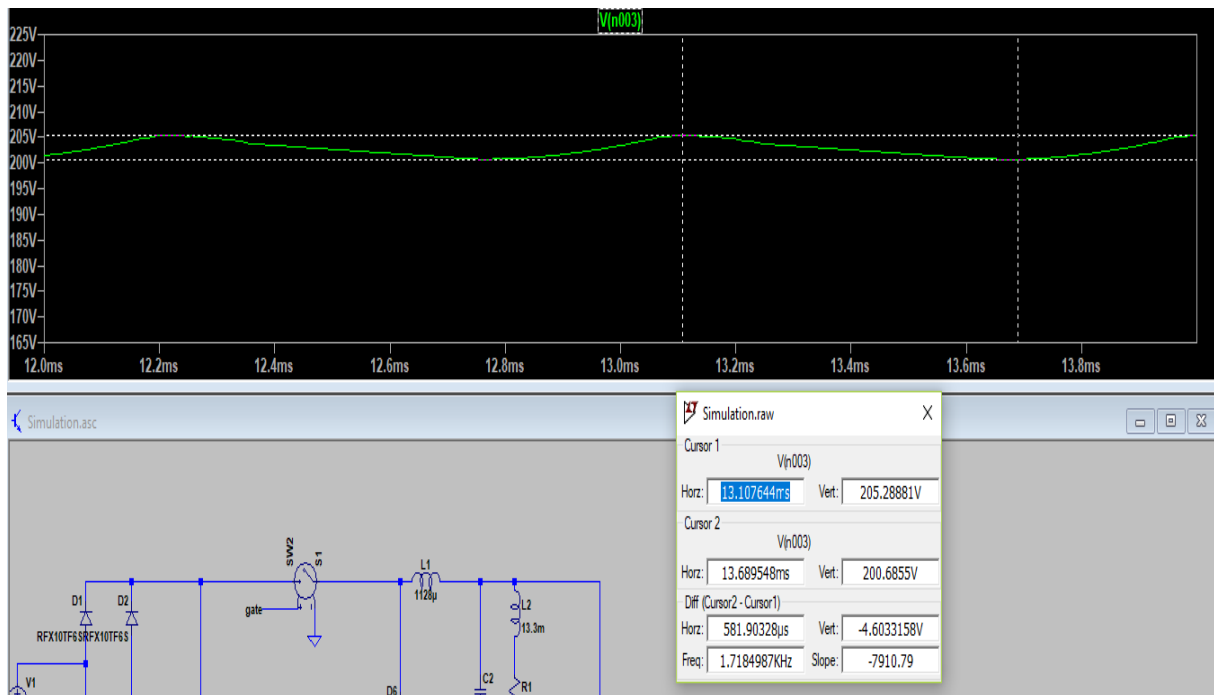 V(n003)
225V
220V
215V
210V
205V
200V
195V
190V
185V
180V
175V
170V
165V
12.0ms 12.2ms 12.4ms 12.6ms 12.8ms 13.0ms 13.2ms 13.4ms 13.6ms 13.8ms
Simulation.asc
Simulation.raw
Cursor 1
V(n003)
Horz: 13.107644ms Vert: 205.28881V
Cursor 2
V(n003)
Horz: 13.689548ms Vert: 200.6855V
Diff (Cursor2 - Cursor1)
Horz: 581.90328µs Vert: -4.6033158V
Freq: 1.7184987KHz Slope: -7910.79
SW2
S1
L1
1128µ
D1 D2
gate
L2
RFX10TF6SRFX10TF6S
13.3m
V1
D6
C2
R1